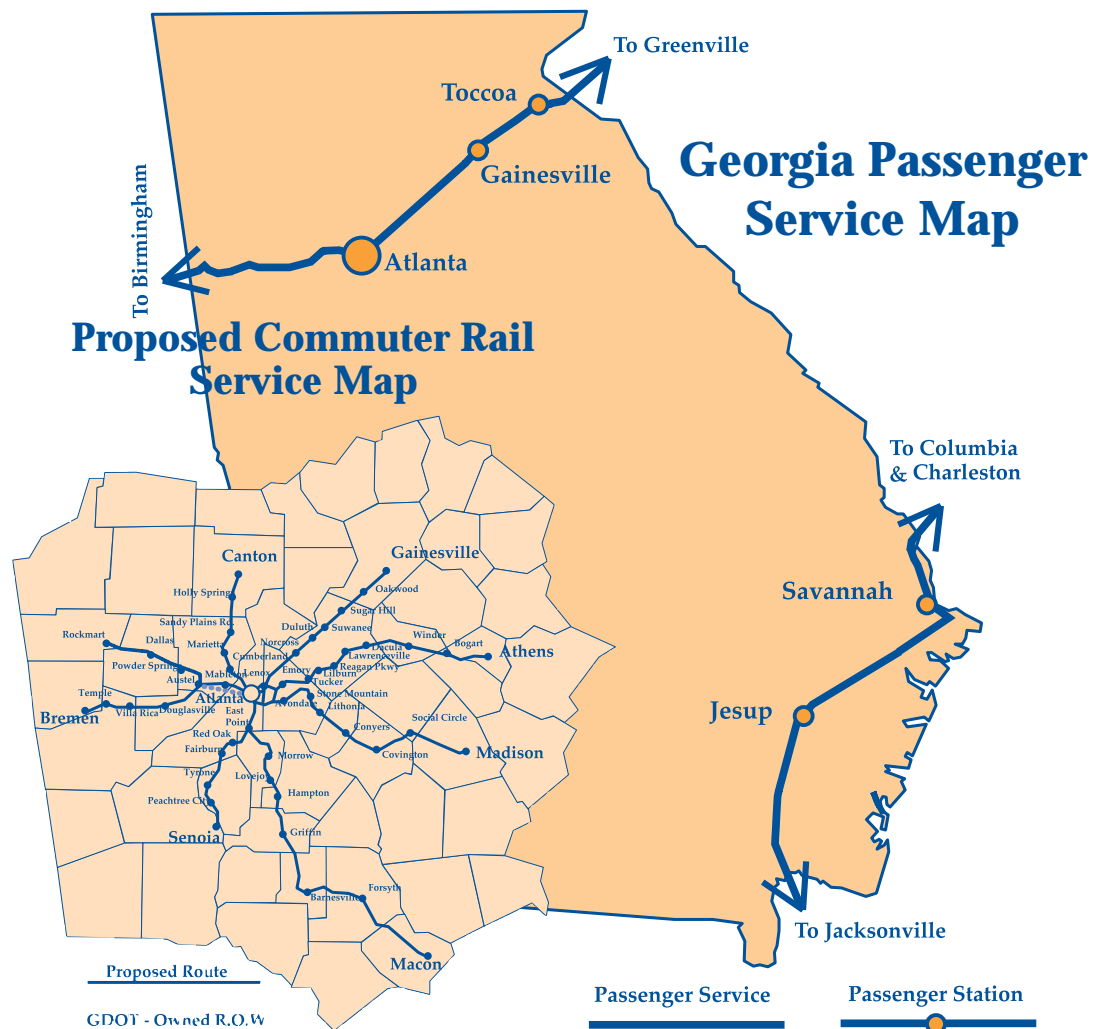 To Greenville
Toccoa
Georgia Passenger
Service Map
Gainesville
To Birmingham
Atlanta
Proposed Commuter Rail
Service Map
To Columbia
& Charleston
Savannah
Jesup
To Jacksonville
Canton
Gainesville
Holly Spring
Oakwood
Sugar Hill
Sandy Plains Rd.
Duluth
Suwanee
Rockmart
Dallas
Marietta
Norcross
Winder
Bogart
Dacula
Athens
Cumberland
Lawrenceville
Powder Spring
Reagan Pkwy
Mableton
Lenox
Emory
Lilburn
Austel
Tucker
Temple
Atlanta
Stone Mountain
Avondale
Bremen
Villa Rica
Douglasville
East
Point
Lithonia
Social Circle
Red Oak
Conyers
Fairburn
Morrow
Covington
Madison
Tyrone
Lovejoy
Peachtree City
Hampton
Senoia
Griffin
Barnesville
Forsyth
Macon
Proposed Route
GDOT - Owned R.O.W
Passenger Service
Passenger Station